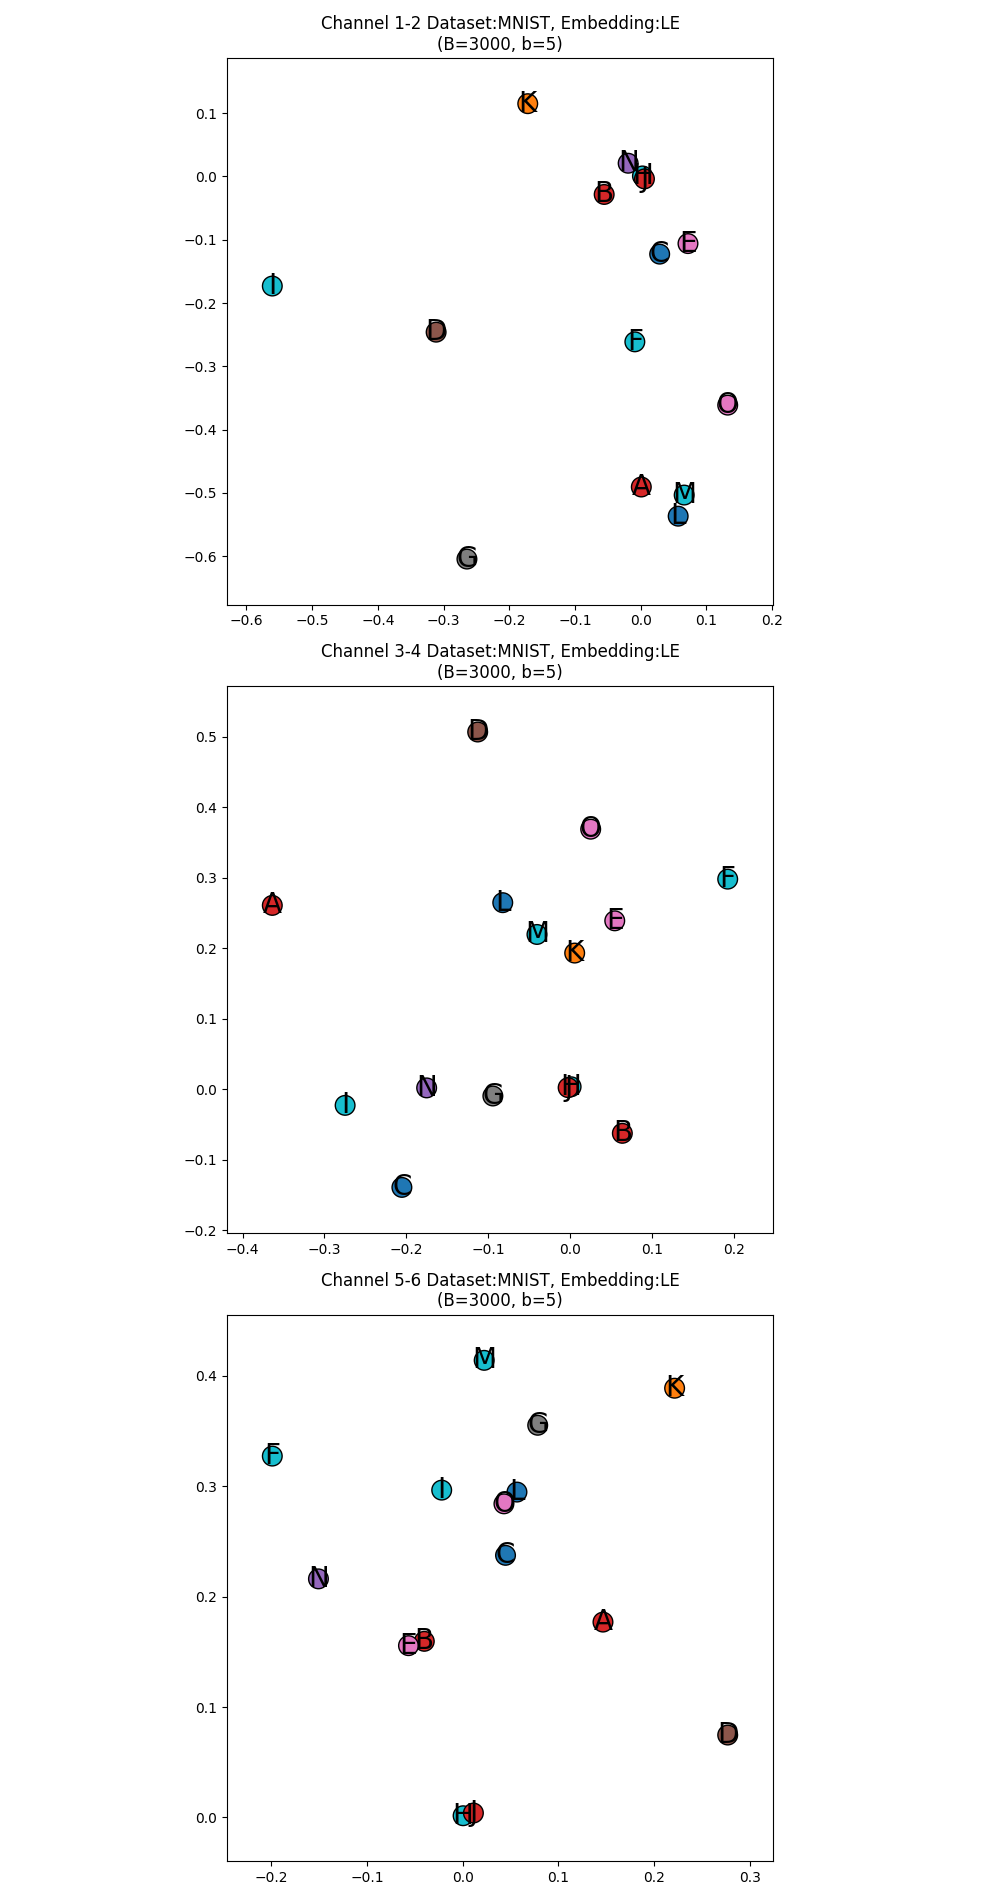 Channel 1-2 Dataset:MNIST, Embedding:LE
(B=3000, b=5)
0.1
0.0
−0.1
−0.2
−0.3
−0.4
−0.5
−0.6
K
N
H
J
B
E
C
I
D
F
O
A
M
L
G
−0.6 −0.5 −0.4 −0.3 −0.2 −0.1 0.0 0.1 0.2
Channel 3-4 Dataset:MNIST, Embedding:LE
(B=3000, b=5)
0.5
0.4
0.3
0.2
0.1
0.0
−0.1
−0.2
D
O
F
A
L
E
M
K
N
G
J
H
I
B
C
−0.4 −0.3 −0.2 −0.1 0.0 0.1 0.2
Channel 5-6 Dataset:MNIST, Embedding:LE
(B=3000, b=5)
0.4
0.3
0.2
0.1
0.0
M
K
G
F
I
L
O
C
N
A
E
B
D
H
J
−0.2 −0.1 0.0 0.1 0.2 0.3